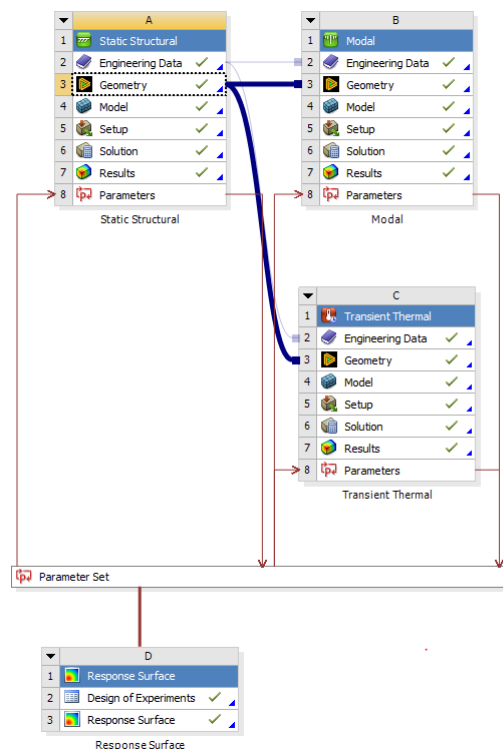 A
1 Static Structural
2 Engineering Data
3 Geometry
4 Model
5 Setup
6 Solution
7 Results
8 Parameters
Static Structural
B
1 Modal
2 Engineering Data
3 Geometry
4 Model
5 Setup
6 Solution
7 Results
8 Parameters
Modal
C
1 Transient Thermal
2 Engineering Data
3 Geometry
4 Model
5 Setup
6 Solution
7 Results
8 Parameters
Transient Thermal
Parameter Set
D
1 Response Surface
2 Design of Experiments
3 Response Surface
Response Surface